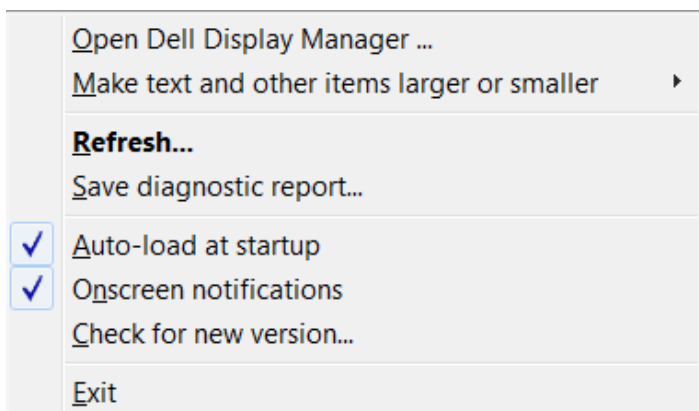 Open Dell Display Manager ...
Make text and other items larger or smaller
Refresh...
Save diagnostic report...
Auto-load at startup
Onscreen notifications
Check for new version...
Exit